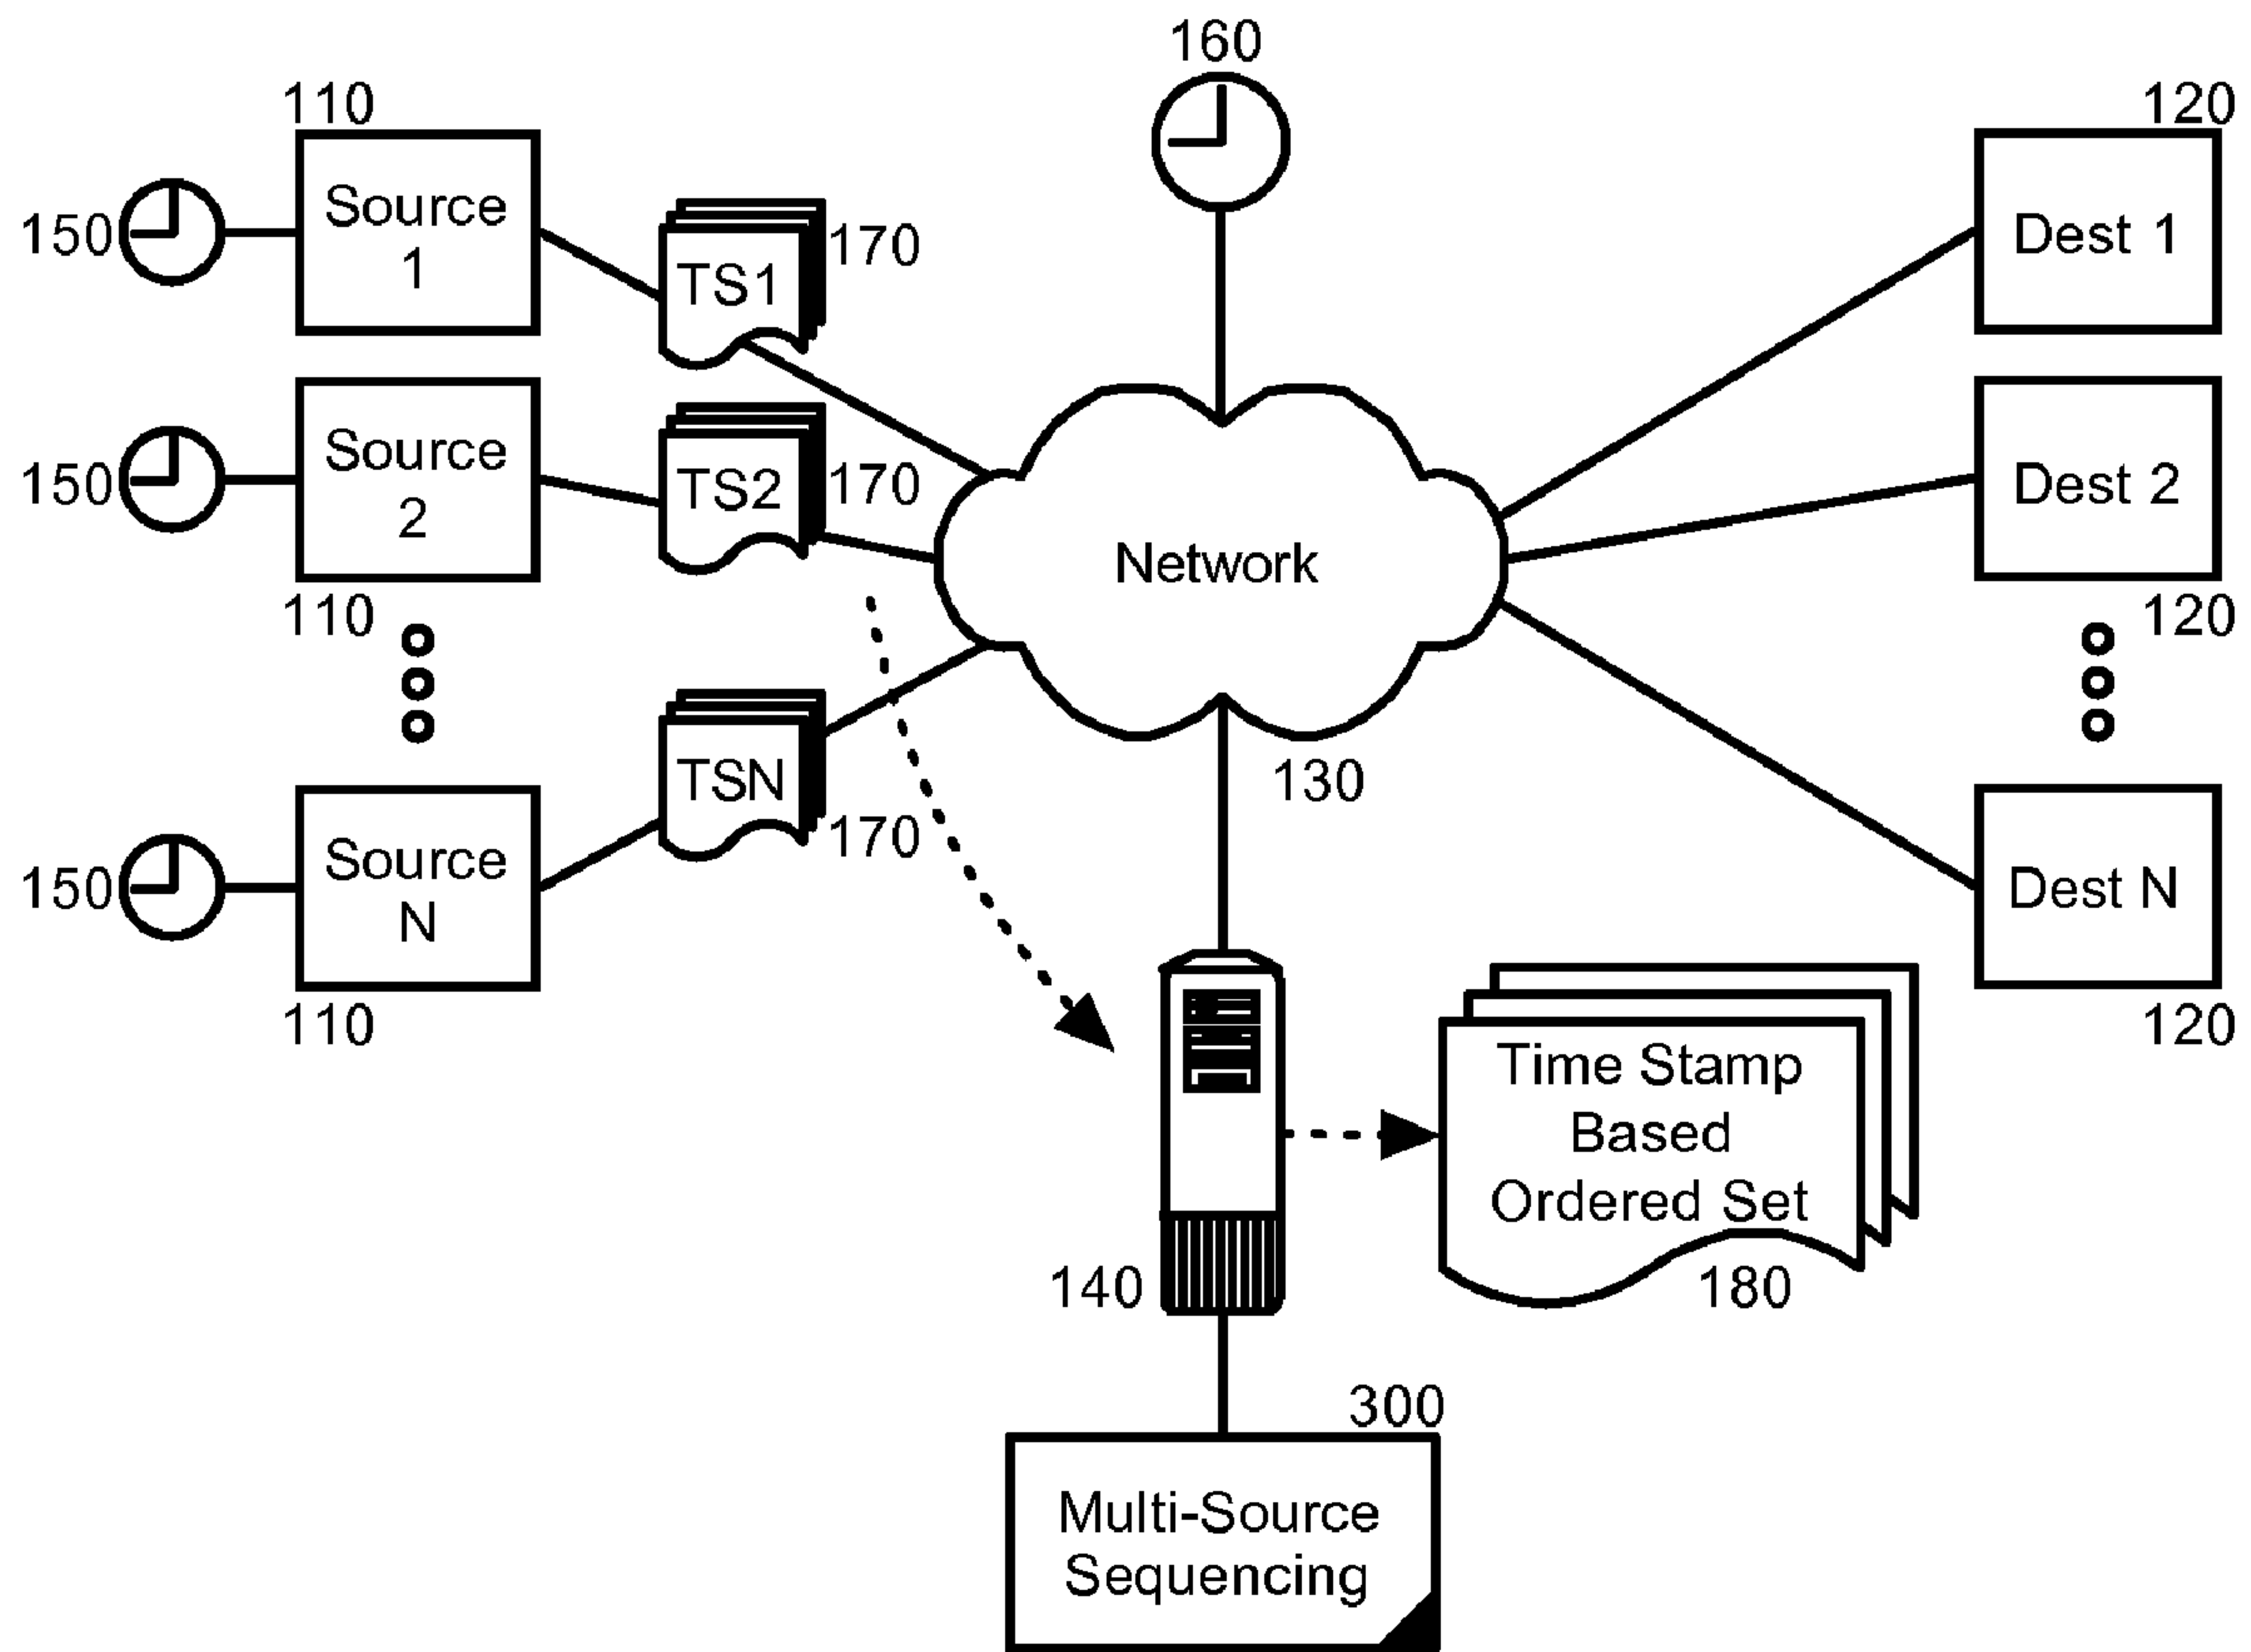 160
110
120
150
Source
1
TS1
170
Dest 1
150
Source
2
TS2
170
Dest 2
110
120
Network
130
150
Source
N
TSN
170
Dest N
110
120
Time Stamp
Based
Ordered Set
180
140
300
Multi-Source
Sequencing